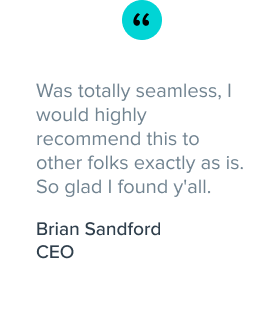 “
Was totally seamless, I
would highly
recommend this to
other folks exactly as is.
So glad I found y'all.
Brian Sandford
CEO